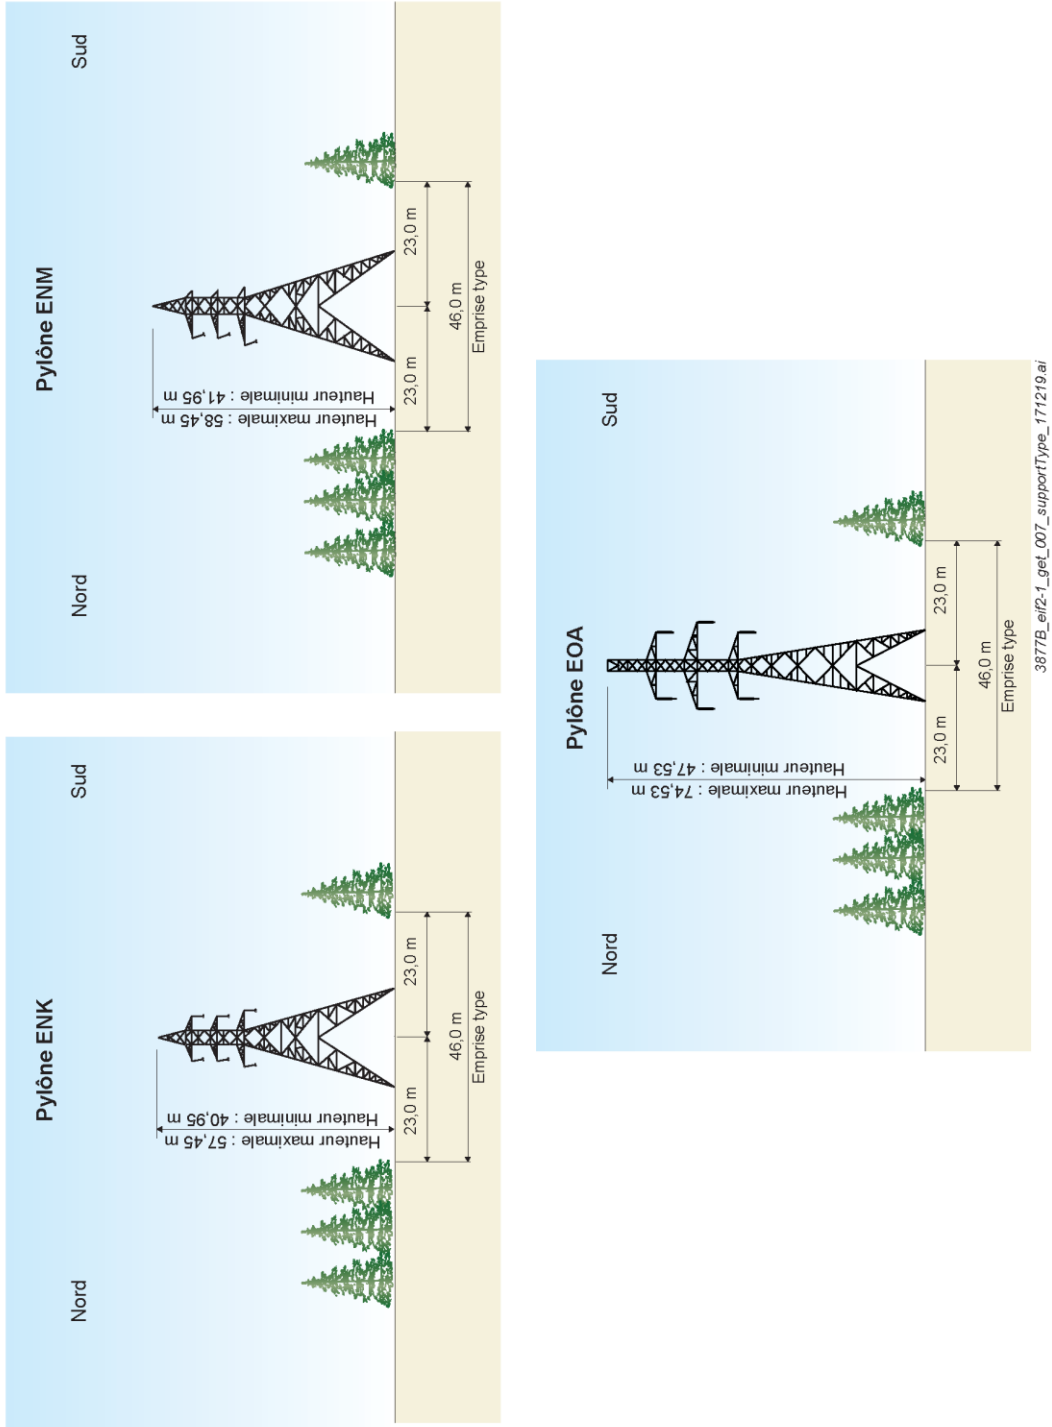 Pylône ENK
Nord
Sud
Hauteur maximale : 57,45 m
Hauteur minimale : 40,95 m
23,0 m
23,0 m
46,0 m
Emprise type
Pylône ENM
Nord
Sud
Hauteur maximale : 58,45 m
Hauteur minimale : 41,95 m
23,0 m
23,0 m
46,0 m
Emprise type
Pylône EOA
Nord
Sud
Hauteur maximale : 74,53 m
Hauteur minimale : 47,53 m
23,0 m
23,0 m
46,0 m
Emprise type
3877B_eif2-1_get_007_supportType_171219.ai